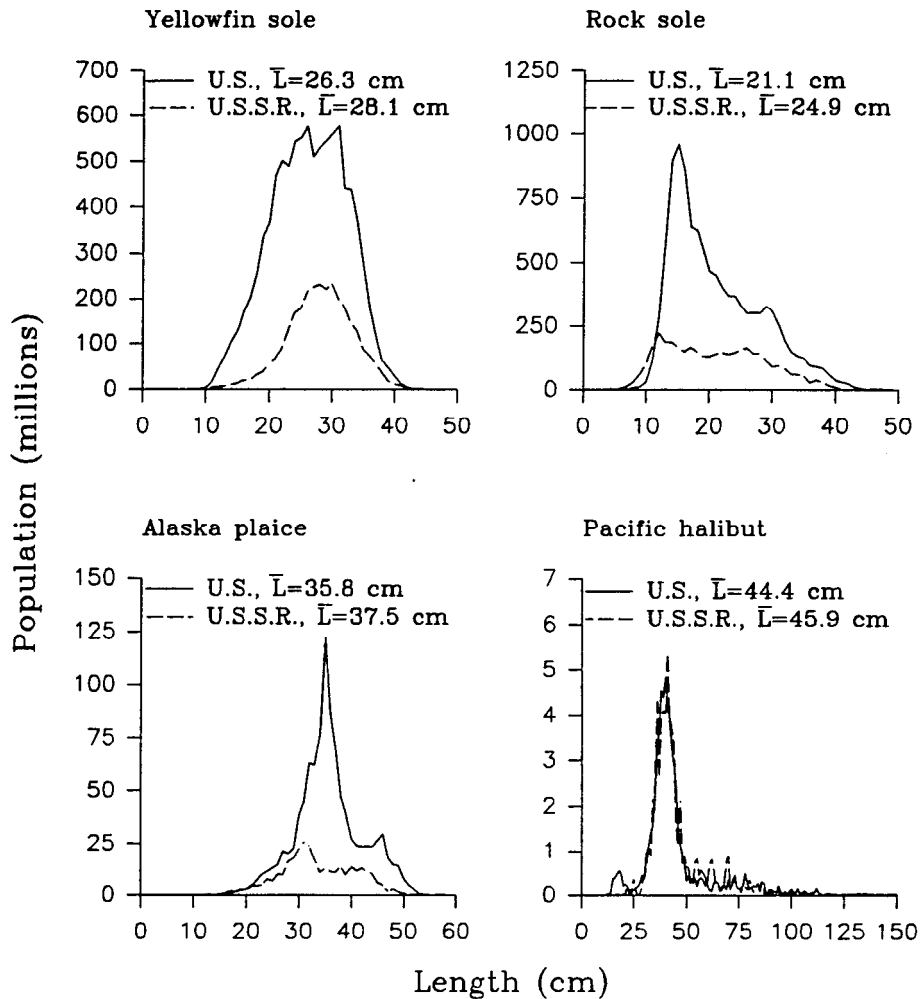 Yellowfin sole
U.S., L̅=26.3 cm
U.S.S.R., L̅=28.1 cm
700
600
500
400
300
200
100
0
0 10 20 30 40 50
Rock sole
U.S., L̅=21.1 cm
U.S.S.R., L̅=24.9 cm
1250
1000
750
500
250
0
0 10 20 30 40 50
Alaska plaice
U.S., L̅=35.8 cm
U.S.S.R., L̅=37.5 cm
150
125
100
75
50
25
0
0 10 20 30 40 50 60
Pacific halibut
U.S., L̅=44.4 cm
U.S.S.R., L̅=45.9 cm
7
6
5
4
3
2
1
0
0 25 50 75 100 125 150
Population (millions)
Length (cm)